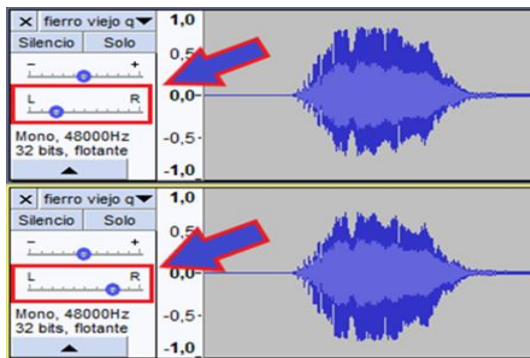 × fierro viejo q▼ 1,0
Silencio Solo 0,5
- +
L R 0,0-
-0,5-
Mono, 48000Hz
32 bits, flotante
-1,0
× fierro viejo q▼ 1,0
Silencio Solo 0,5
- +
L R 0,0-
-0,5-
Mono, 48000Hz
32 bits, flotante
-1,0